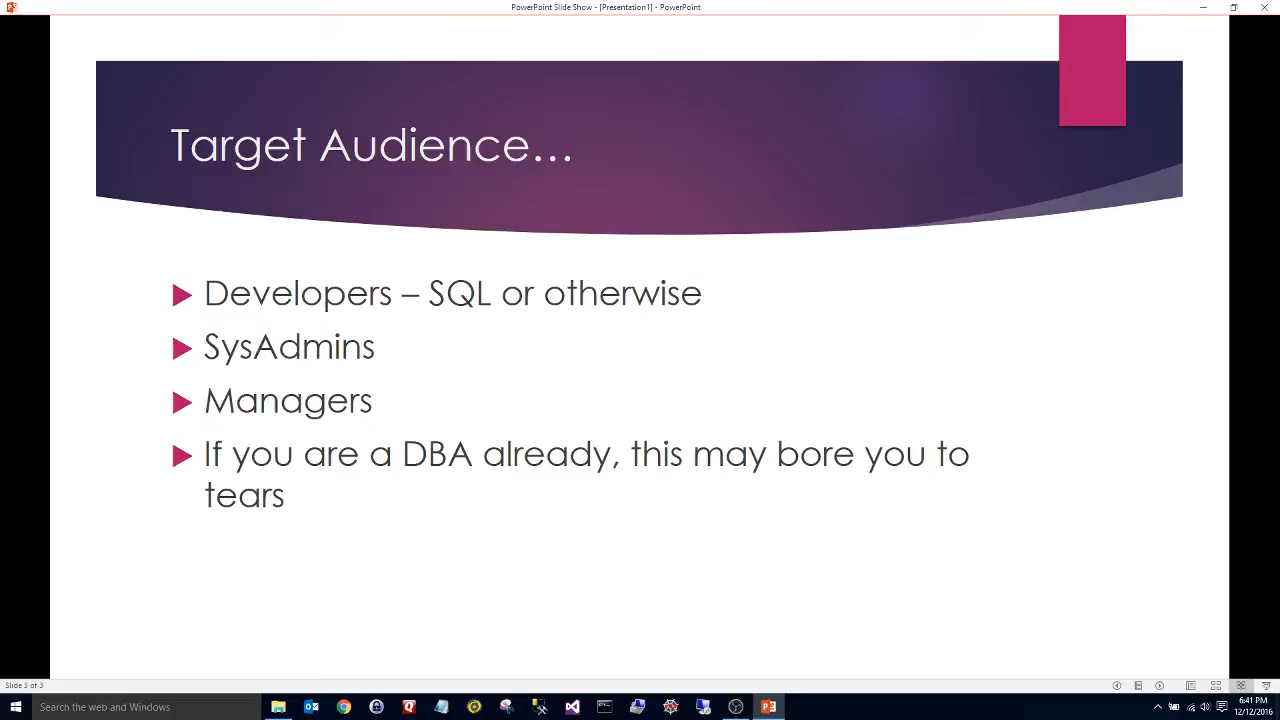 PowerPoint Slide Show - [Presentation1] - PowerPoint
Target Audience…
Developers – SQL or otherwise
SysAdmins
Managers
If you are a DBA already, this may bore you to
tears
Slide 3 of 3
Search the web and Windows
6:41 PM
12/12/2016